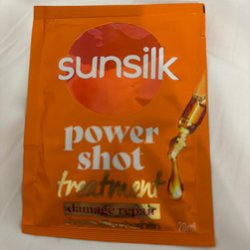 sunsilk
power
shot
treatment
damage repair